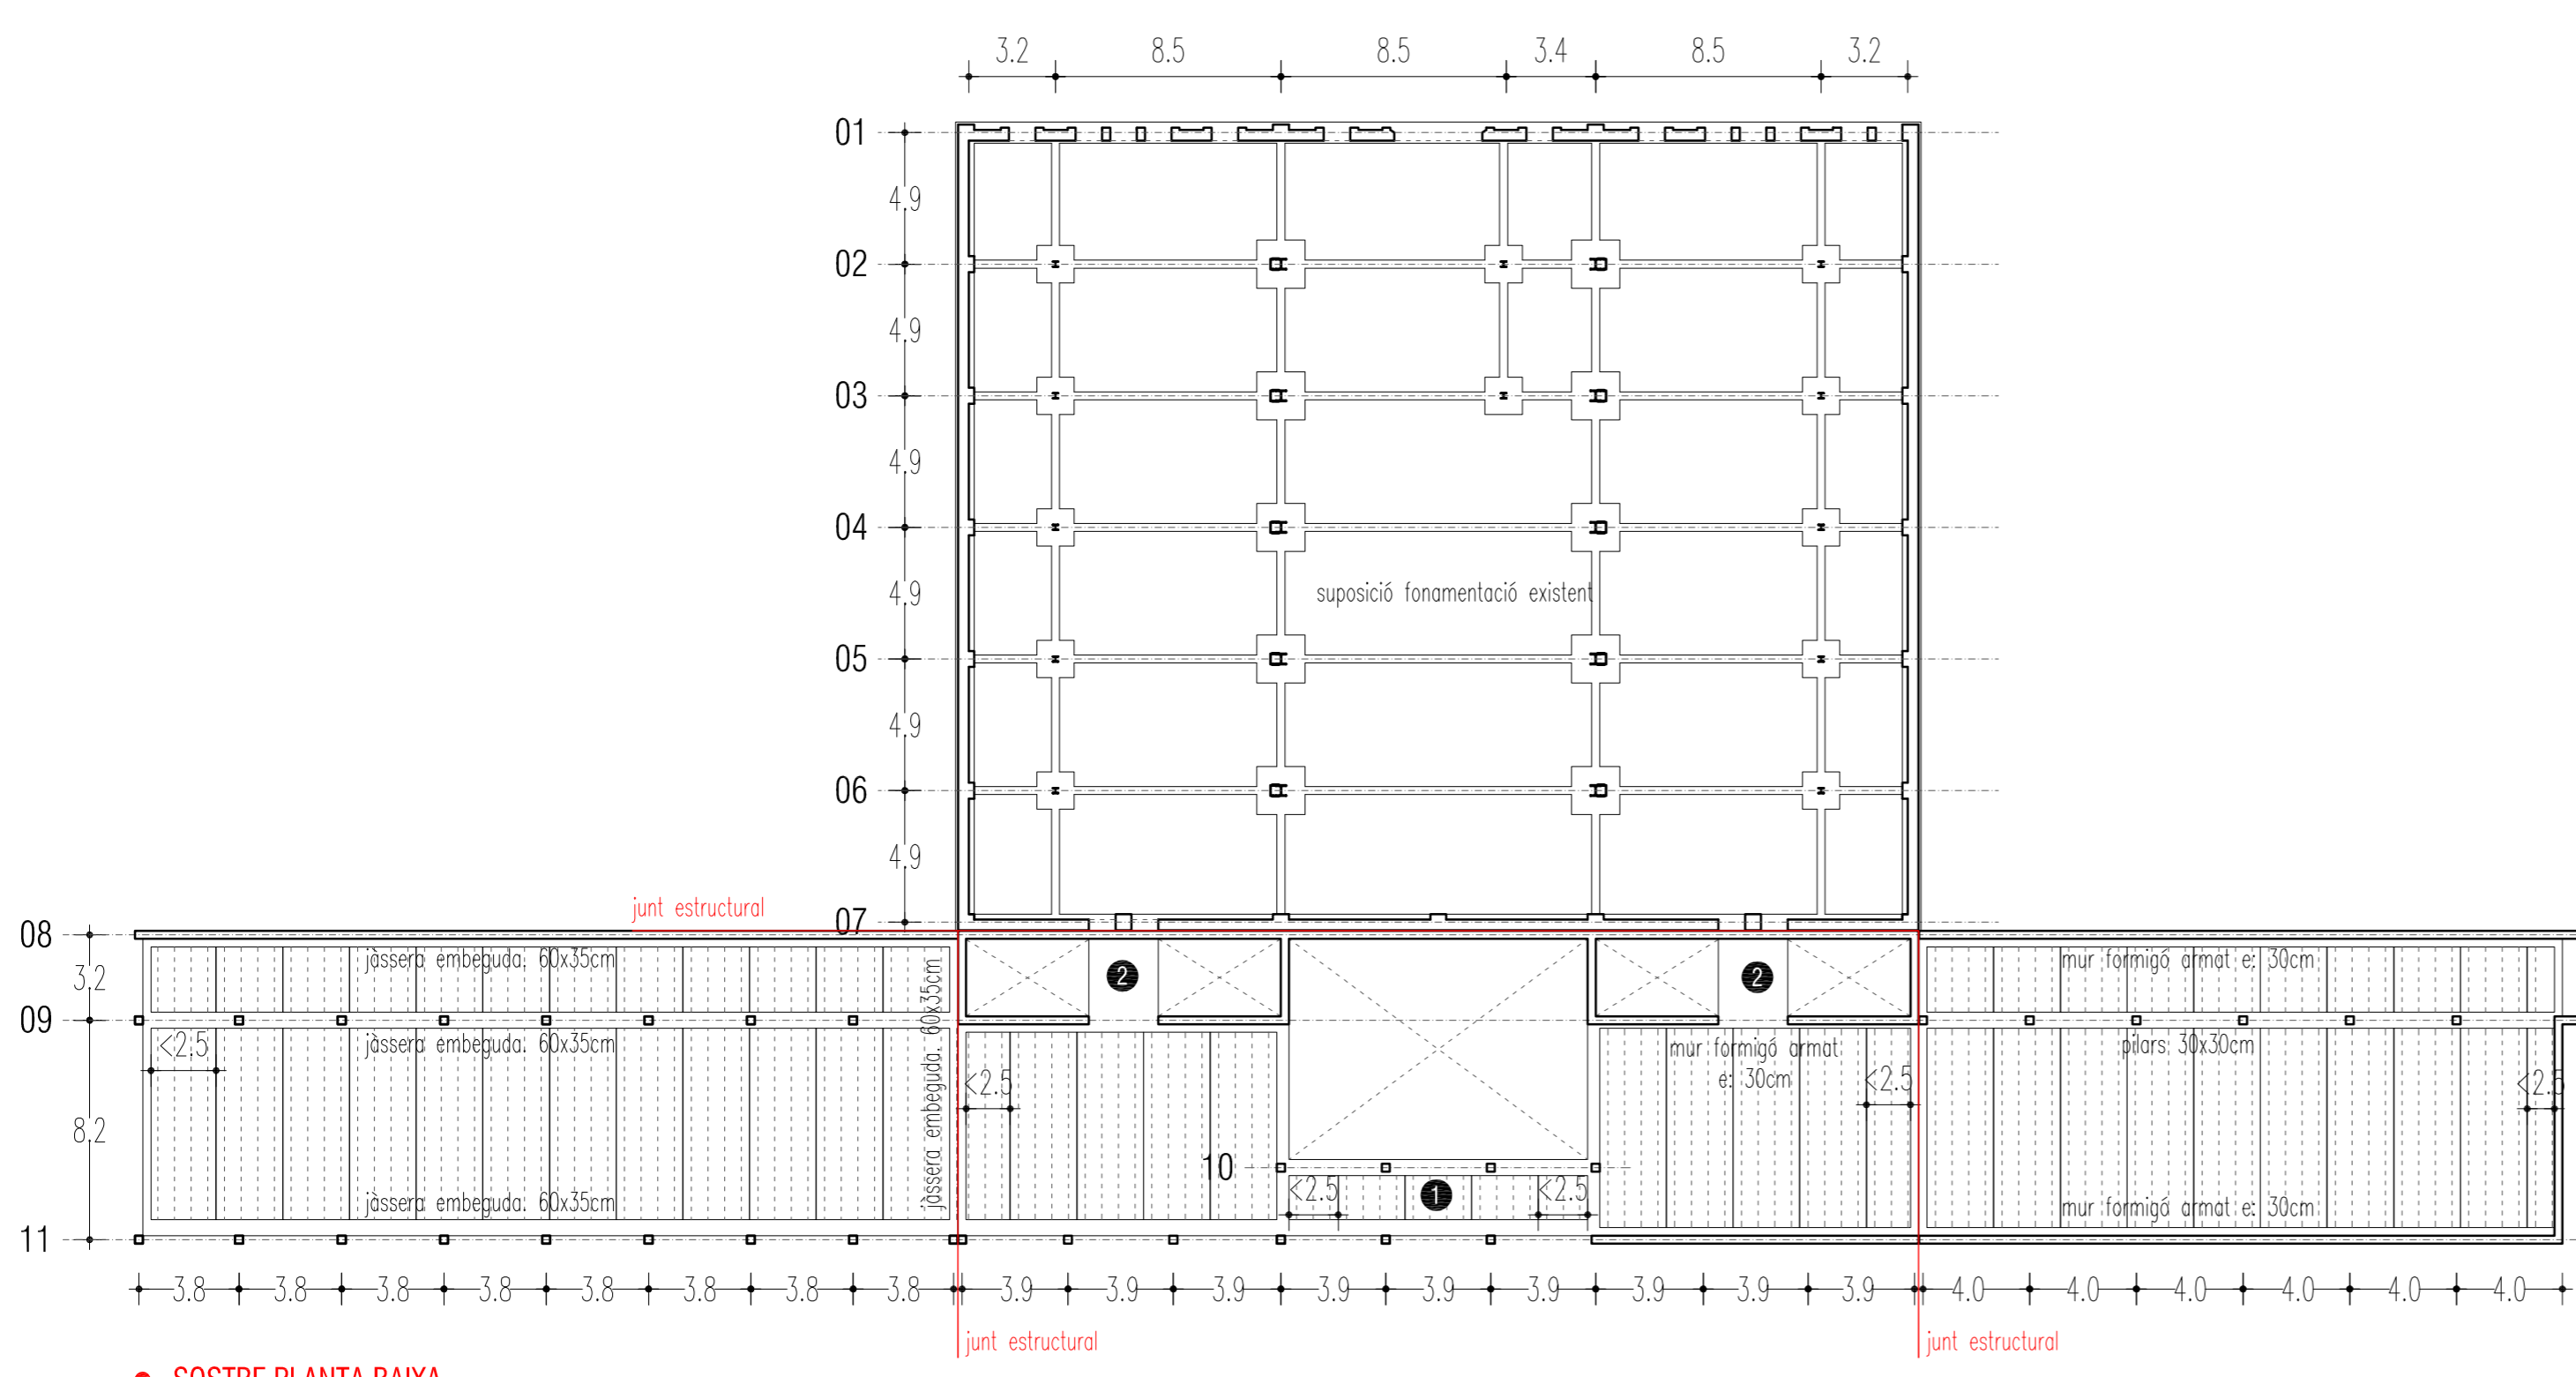 3.2 8.5 8.5 3.4 8.5 3.2
01
4.9
02
4.9
03
4.9
04
suposició fonamentació existent
4.9
05
4.9
06
4.9
junt estructural
07
08
jàssera embeguda. 60x35cm
mur formigó armat e: 30cm
3.2
2
2
09
jàssera embeguda. 60x35cm
jàssera embeguda. 60x35cm
mur formigó armat
e: 30cm
pilars 30x30cm
<2.5
<2.5
<2.5
<2.5
8.2
10
<2.5
1
<2.5
jàssera embeguda. 60x35cm
mur formigó armat e: 30cm
11
3.8 3.8 3.8 3.8 3.8 3.8 3.8 3.8 3.9 3.9 3.9 3.9 3.9 3.9 3.9 3.9 3.9 4.0 4.0 4.0 4.0 4.0 4.0
junt estructural
junt estructural
SOSTRE PLANTA BAIXA